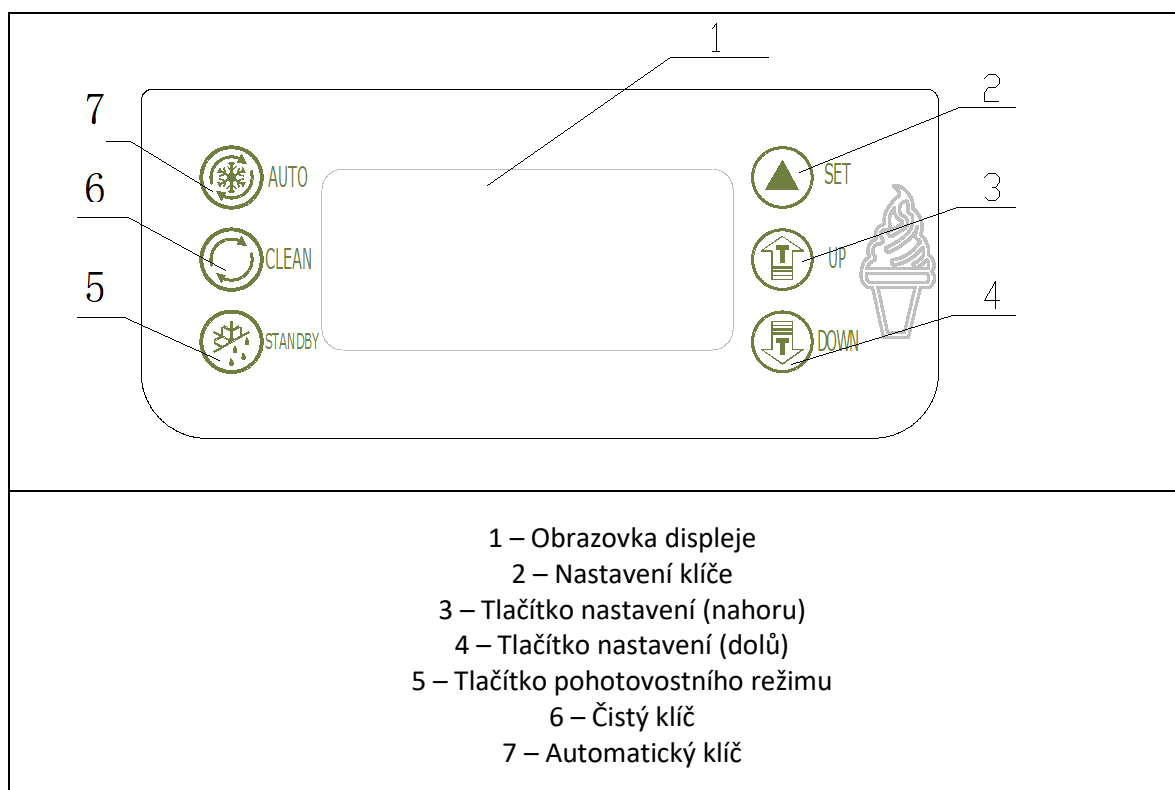 1
2
7
AUTO
SET
6
3
CLEAN
T
UP
5
4
STANDBY
T
DOWN
1 – Obrazovka displeje
2 – Nastavení klíče
3 – Tlačítko nastavení (nahoru)
4 – Tlačítko nastavení (dolů)
5 – Tlačítko pohotovostního režimu
6 – Čistý klíč
7 – Automatický klíč